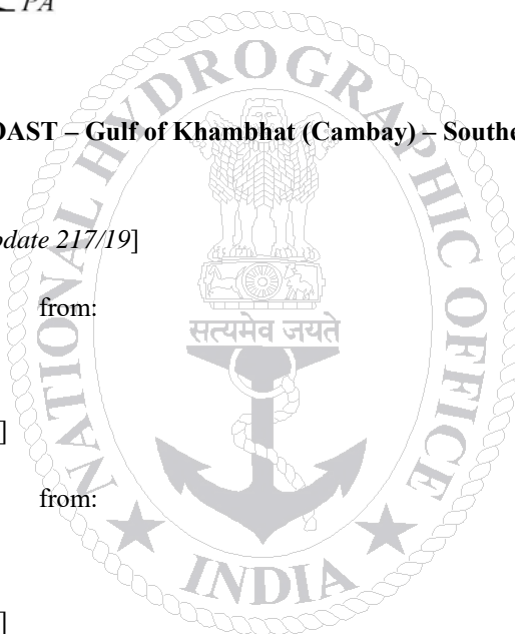 PA
OAST – Gulf of Khambhat (Cambay) – Southe
pdate 217/19]
from:
]
from:
]
NATIONAL HYDROGRAPHIC OFFICE
सत्यमेव जयते
INDIA